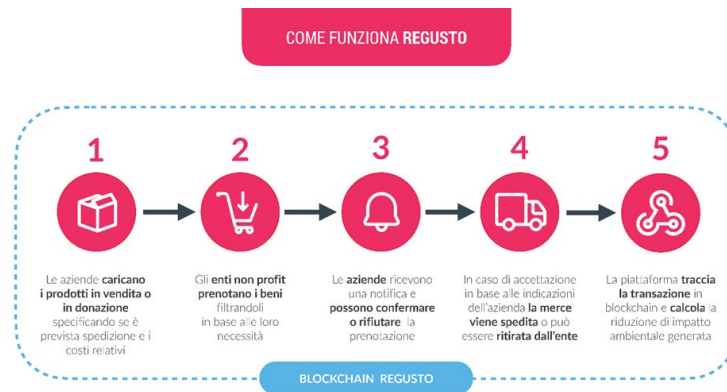 COME FUNZIONA REGUSTO
1
2
3
4
5
Le aziende caricano
i prodotti in vendita o
in donazione
specificando se è
prevista spedizione e i
costi relativi
Gli enti non profit
prenotano i beni
filtrandoli
in base alle loro
necessità
Le aziende ricevono
una notifica e
possono confermare
o rifiutare la
prenotazione
In caso di accettazione
in base alle indicazioni
dell'azienda la merce
viene spedita o può
essere ritirata dall'ente
La piattaforma traccia
la transazione in
blockchain e calcola la
riduzione di impatto
ambientale generata
BLOCKCHAIN REGUSTO